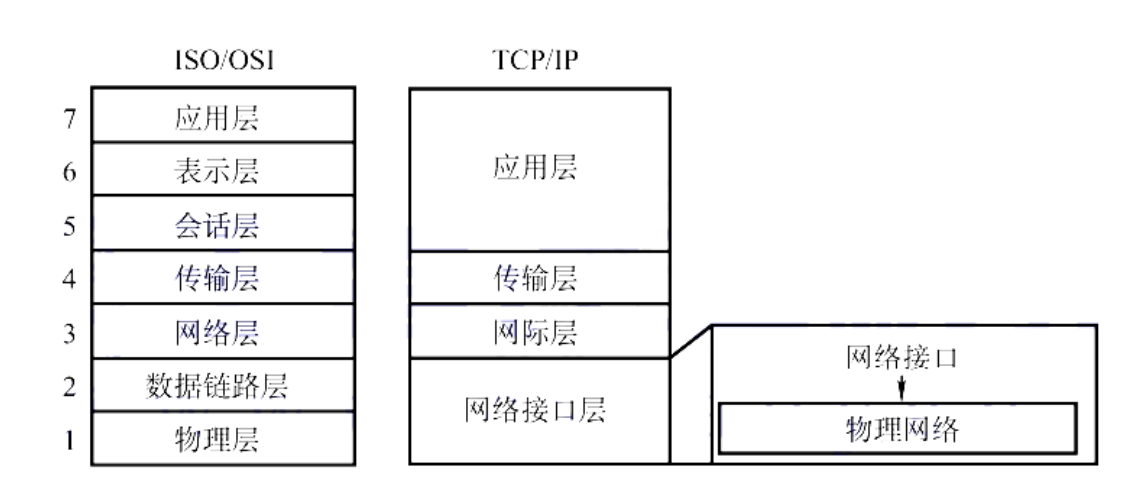 ISO/OSI
TCP/IP
7
应用层
6
表示层
5
会话层
4
传输层
3
网络层
2
数据链路层
1
物理层
应用层
传输层
网际层
网络接口层
网络接口
物理网络